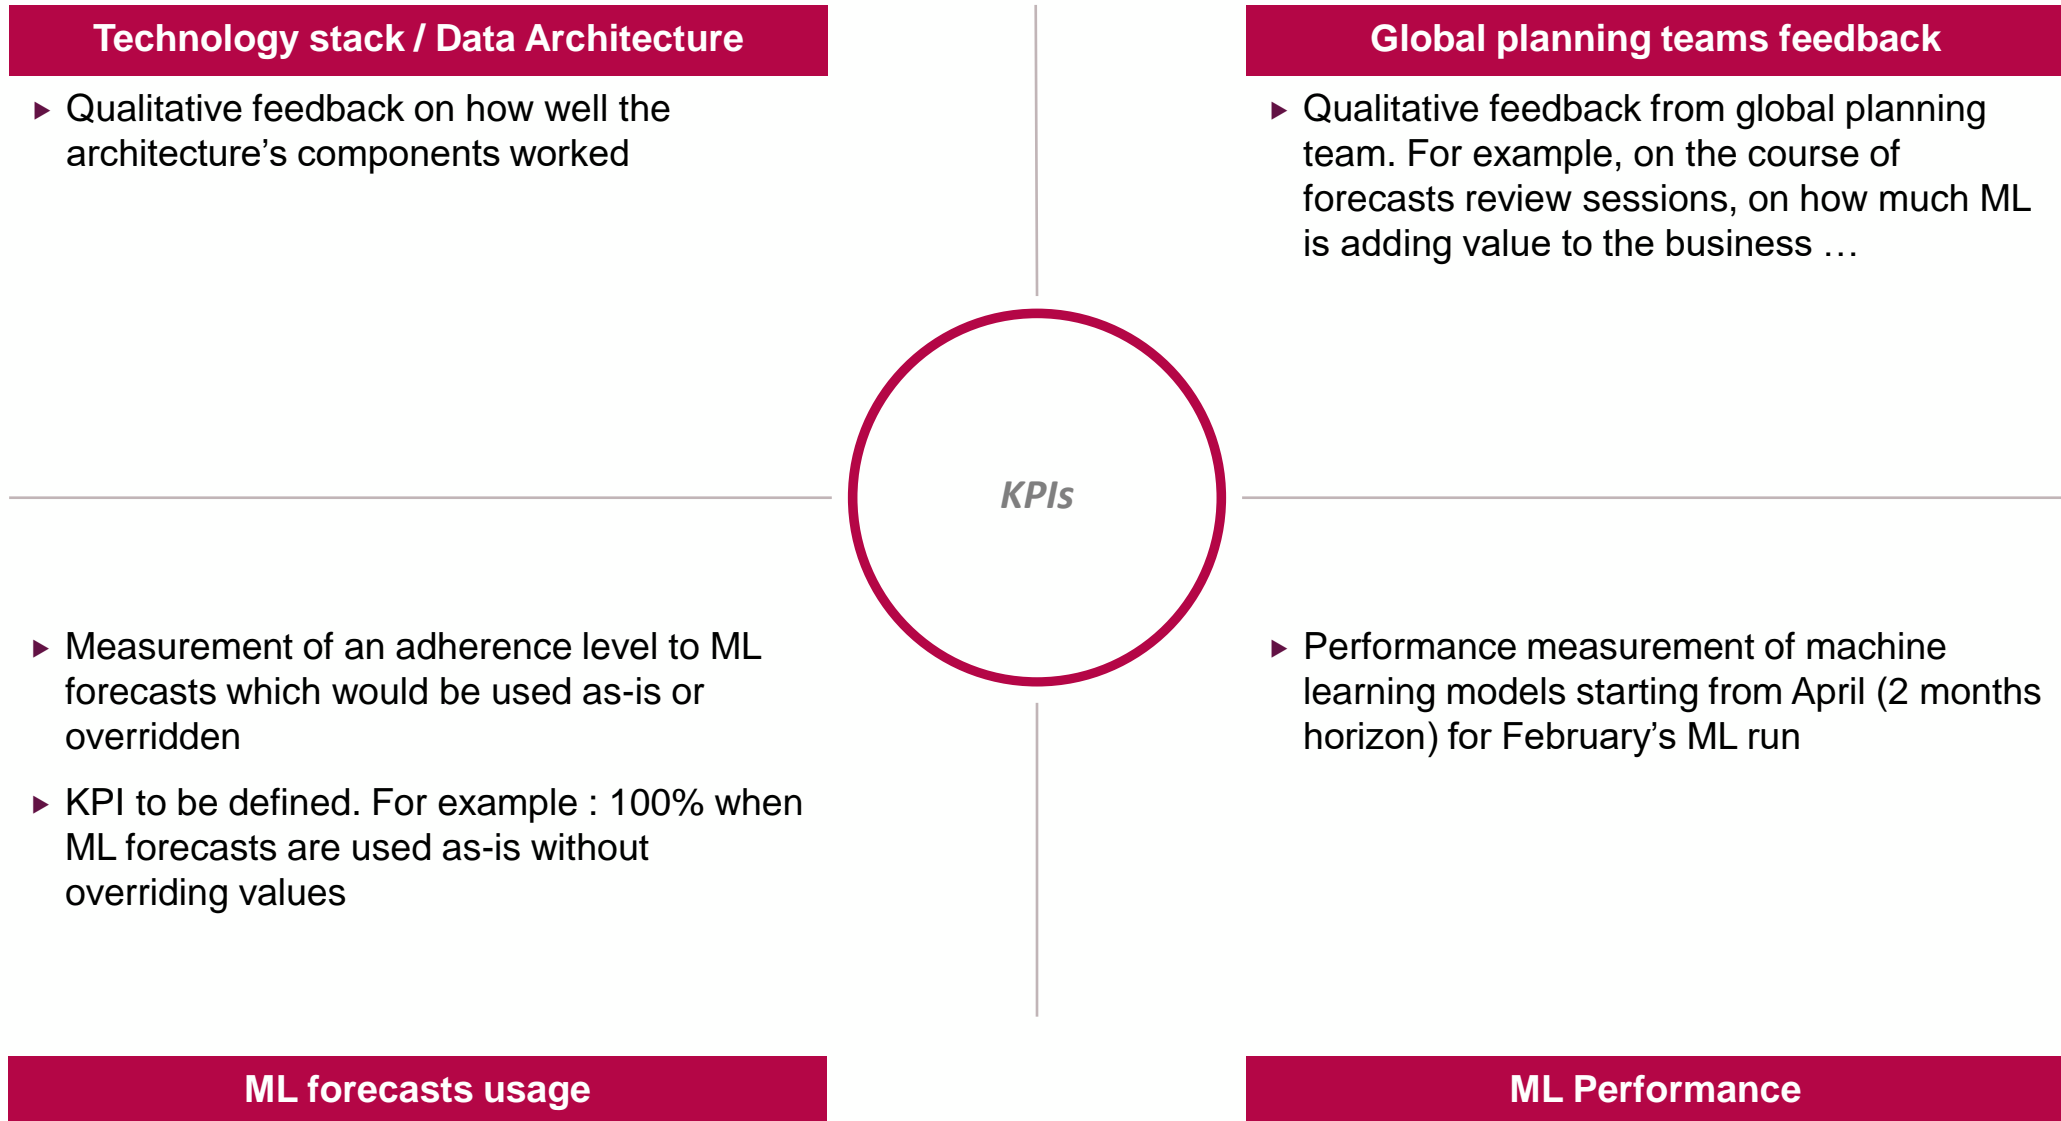 Technology stack / Data Architecture
► Qualitative feedback on how well the
architecture’s components worked
Global planning teams feedback
► Qualitative feedback from global planning
team. For example, on the course of
forecasts review sessions, on how much ML
is adding value to the business …
KPIs
► Measurement of an adherence level to ML
forecasts which would be used as-is or
overridden
► KPI to be defined. For example : 100% when
ML forecasts are used as-is without
overriding values
ML forecasts usage
► Performance measurement of machine
learning models starting from April (2 months
horizon) for February’s ML run
ML Performance